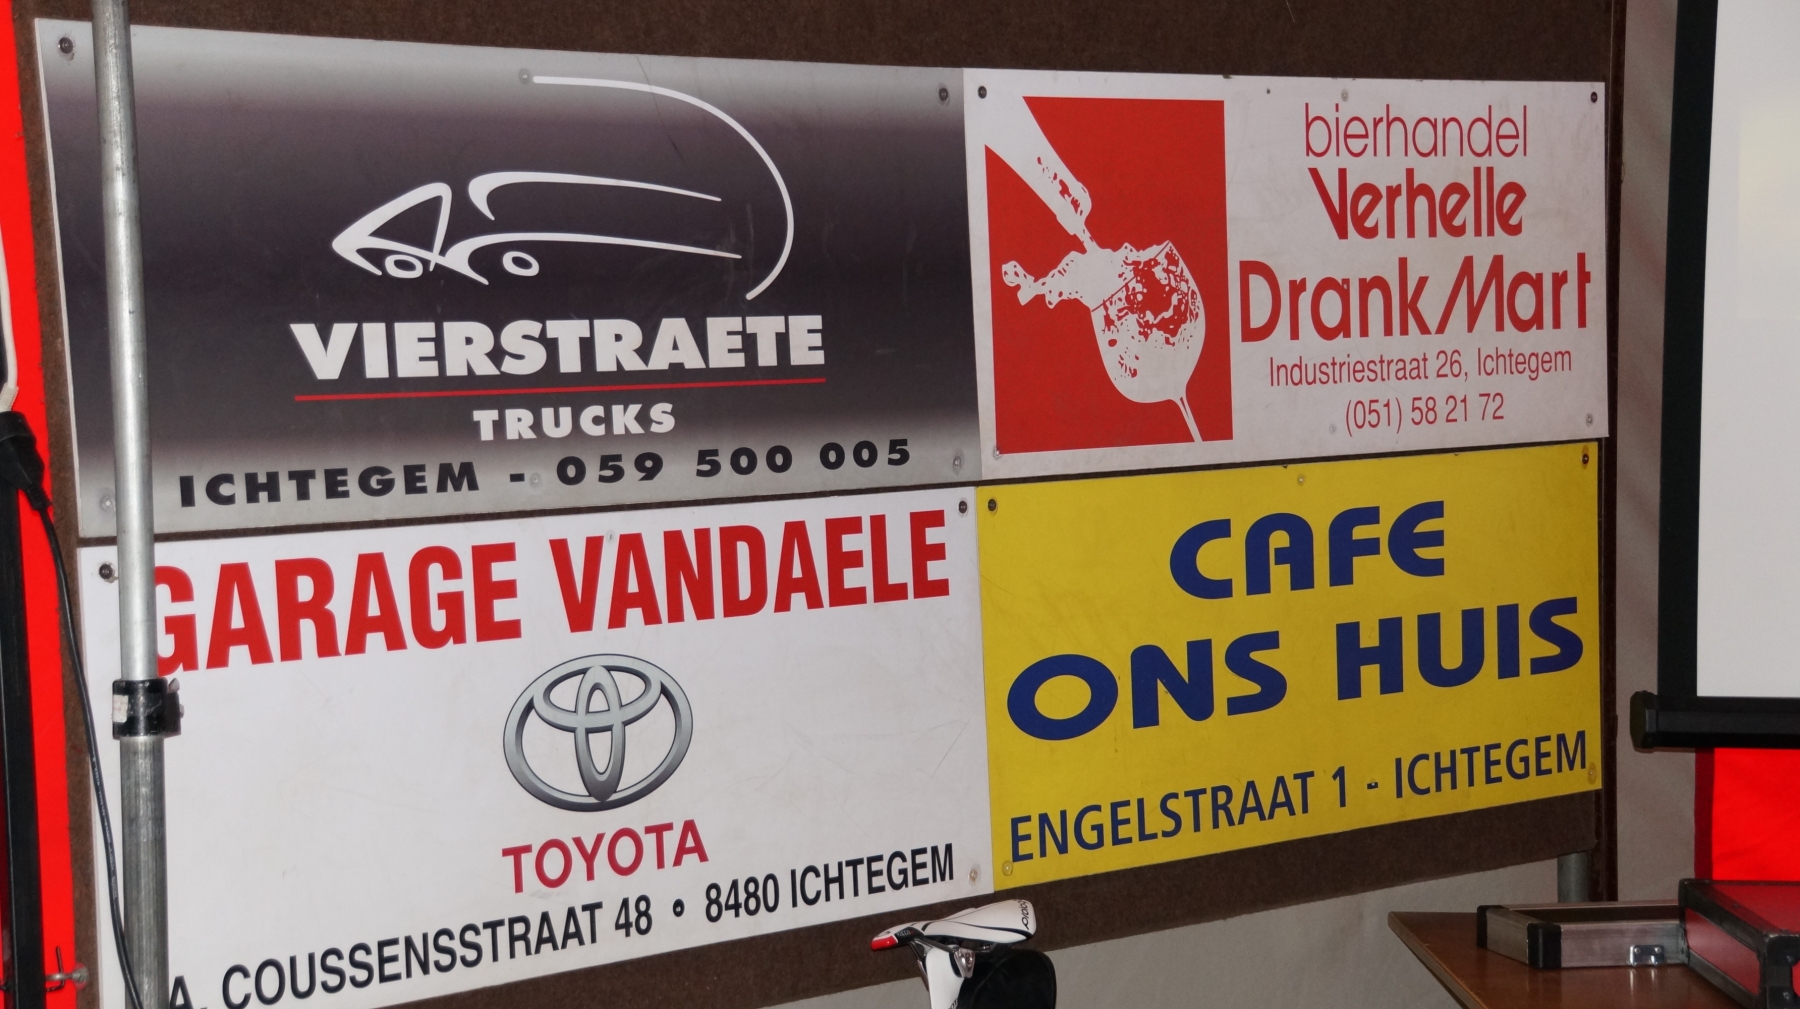 VIERSTRAETE
TRUCKS
ICHTEGEM - 059 500 005
bierhandel
Verhelle
DrankMart
Industriestraat 26, Ichtegem
(051) 58 21 72
GARAGE VANDAELE
TOYOTA
A. COUSSENSSTRAAT 48 • 8480 ICHTEGEM
CAFE
ONS HUIS
ENGELSTRAAT 1 - ICHTEGEM